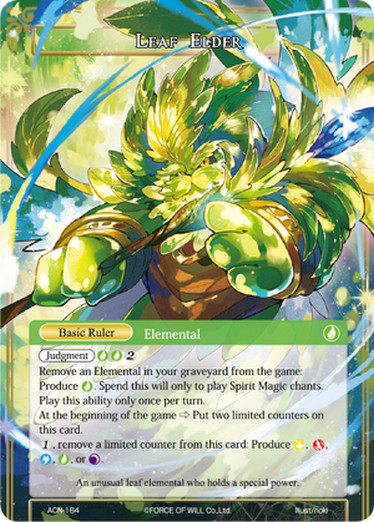 Leaf Elder
Basic Ruler
Elemental
Judgment 2
Remove an Elemental in your graveyard from the game:
Produce . Spend this will only to play Spirit Magic chants.
Play this ability only once per turn.
At the beginning of the game ⇨ Put two limited counters on
this card.
1 , remove a limited counter from this card: Produce , ,
, , or .
An unusual leaf elemental who holds a special power.
ACN-164
©FORCE OF WILL Co.,Ltd.
Illust/noki